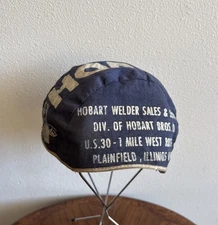 HOBART WELDER SALES &
DIV. OF HOBART BROS
U.S. 30 - 1 MILE WEST
PLAINFIELD, ILLINOIS